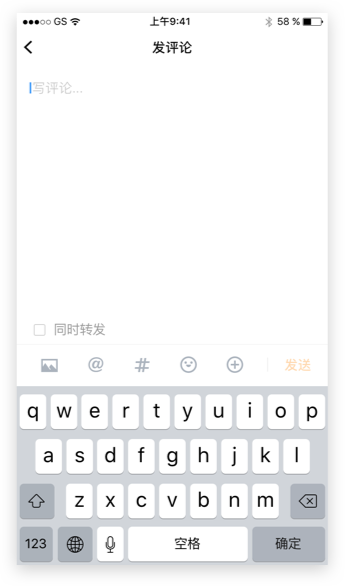 GS 上午9:41 58 %
发评论
写评论...
同时转发
@ # 发送
q w e r t y u i o p
a s d f g h j k l
z x c v b n m
123 空格 确定